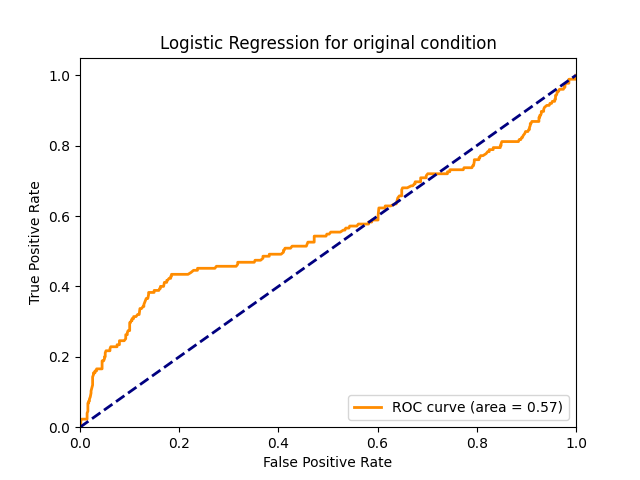 Logistic Regression for original condition
True Positive Rate
1.0
0.8
0.6
0.4
0.2
0.0
ROC curve (area = 0.57)
0.0 0.2 0.4 0.6 0.8 1.0
False Positive Rate